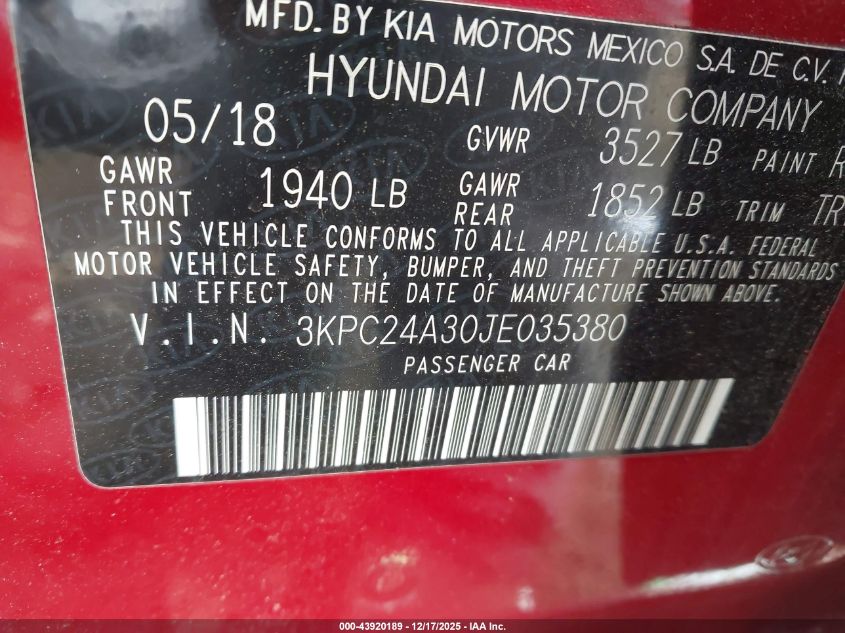 MFD. BY KIA MOTORS MEXICO S.A. DE C.V.
HYUNDAI MOTOR COMPANY
05/18 GVWR 3527 LB PAINT
GAWR FRONT 1940 LB GAWR REAR 1852 LB TRIM
THIS VEHICLE CONFORMS TO ALL APPLICABLE U.S.A. FEDERAL
MOTOR VEHICLE SAFETY, BUMPER, AND THEFT PREVENTION STANDARDS
IN EFFECT ON THE DATE OF MANUFACTURE SHOWN ABOVE.
V.I.N. 3KPC24A30JE035380
PASSENGER CAR
000-43920189 - 12/17/2025 - IAA Inc.